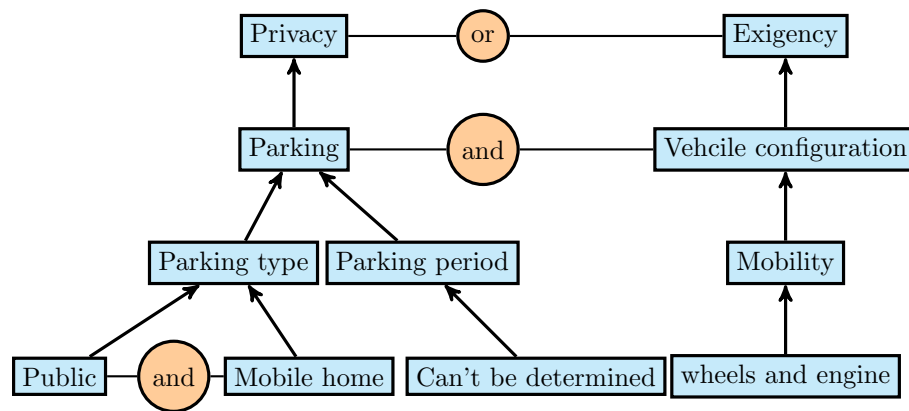 Privacy
or
Exigency
Parking
and
Vehcile configuration
Parking type
Parking period
Mobility
Public
and
Mobile home
Can't be determined
wheels and engine